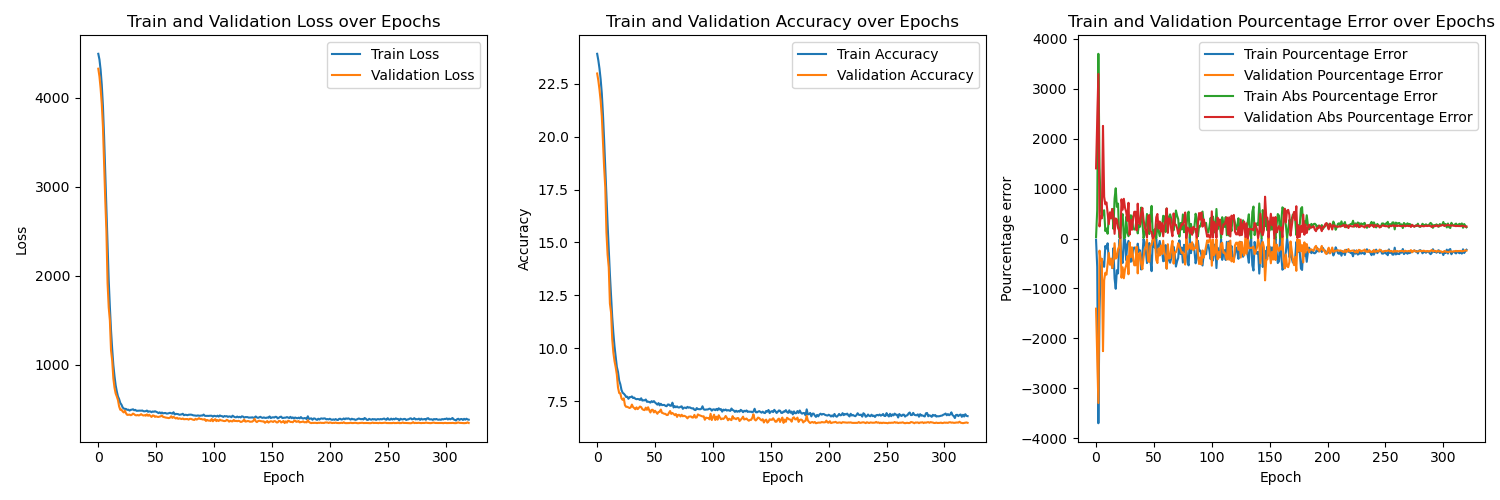 Train and Validation Loss over Epochs
Train Loss
Validation Loss
Loss
4000
3000
2000
1000
0
50
100
150
200
250
300
Epoch
Train and Validation Accuracy over Epochs
Train Accuracy
Validation Accuracy
Accuracy
22.5
20.0
17.5
15.0
12.5
10.0
7.5
0
50
100
150
200
250
300
Epoch
Train and Validation Pourcentage Error over Epochs
Train Pourcentage Error
Validation Pourcentage Error
Train Abs Pourcentage Error
Validation Abs Pourcentage Error
Pourcentage error
4000
3000
2000
1000
0
−1000
−2000
−3000
−4000
0
50
100
150
200
250
300
Epoch